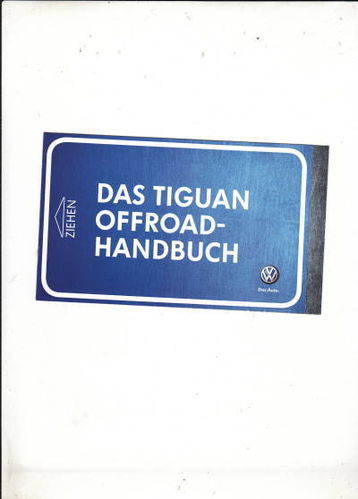 ZIEHEN
DAS TIGUAN
OFFROAD-
HANDBUCH
Das Auto.